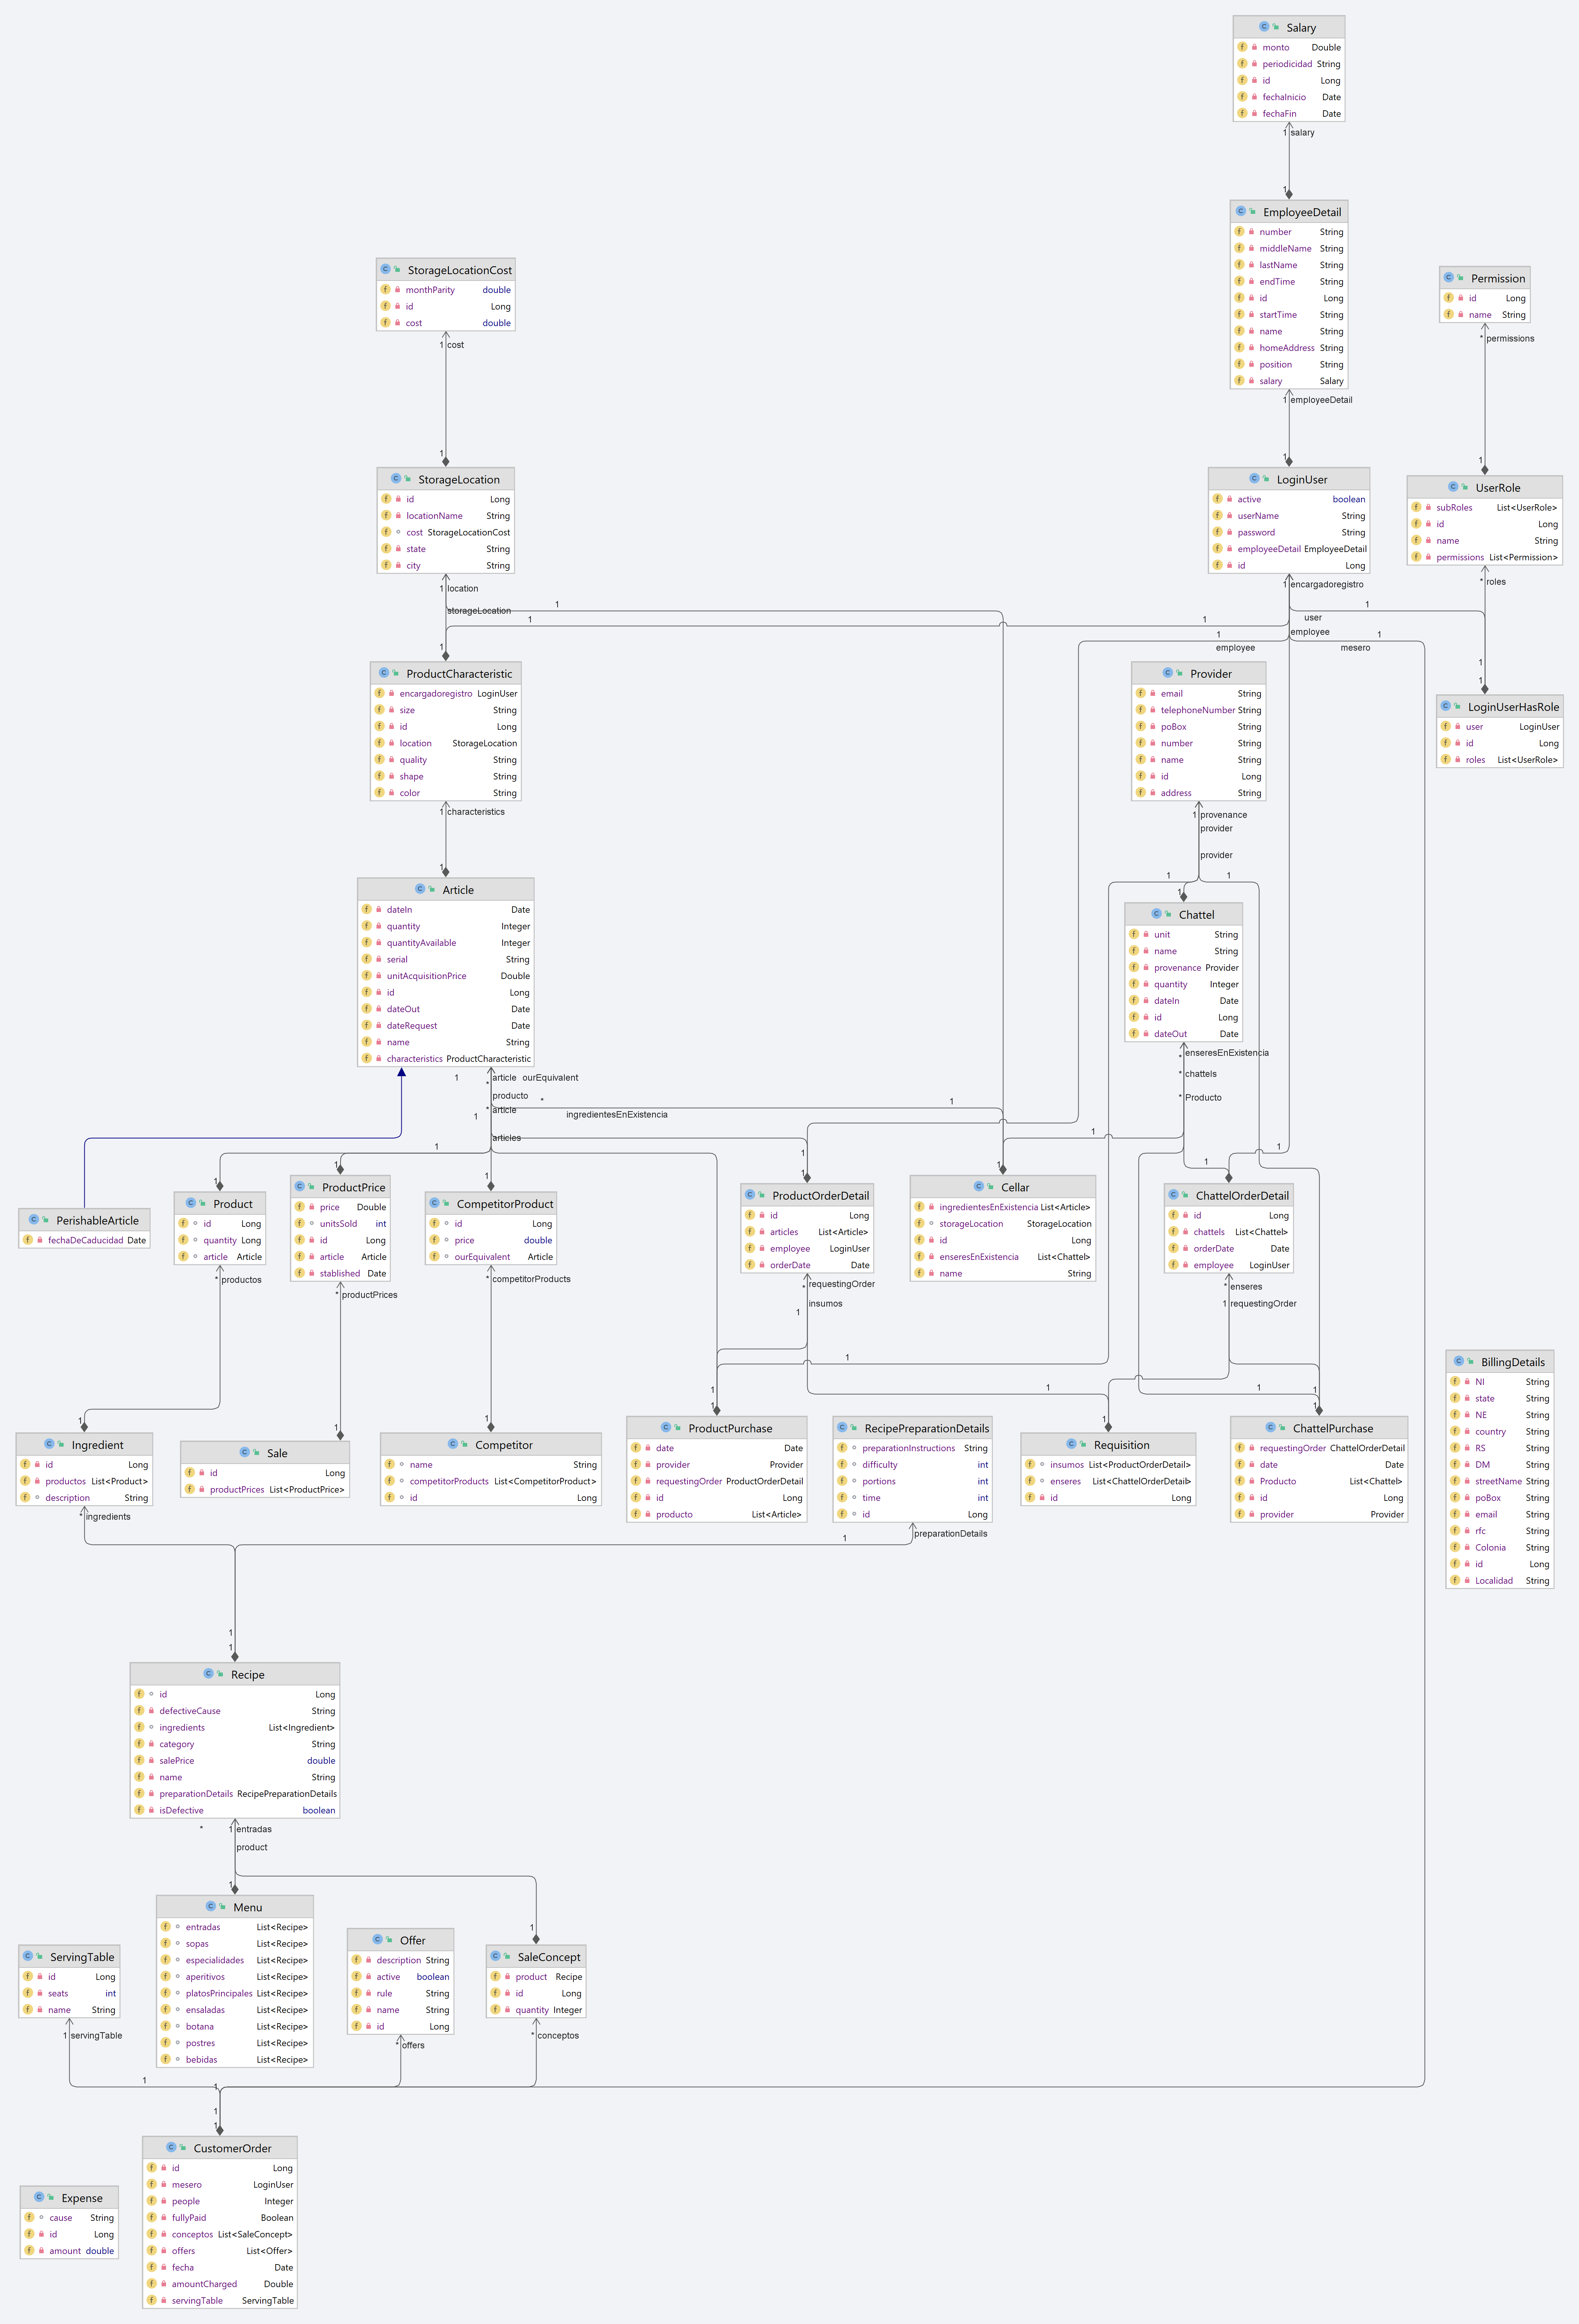 Salary
monto Double
periodicidad String
id Long
fechaInicio Date
fechaFin Date
1 salary
1
EmployeeDetail
number String
middleName String
lastName String
endTime String
id Long
startTime String
name String
homeAddress String
position String
salary Salary
1 employeeDetail
1
StorageLocationCost
monthParity double
id Long
cost double
1 cost
1
Permission
id Long
name String
* permissions
1
StorageLocation
id Long
locationName String
cost StorageLocationCost
state String
city String
1 location
storageLocation
1
1
1
LoginUser
active boolean
userName String
password String
employeeDetail EmployeeDetail
id Long
1 encargadoregistro
1
user
1
employee
1
employee
1
mesero
UserRole
subRoles List<UserRole>
id Long
name String
permissions List<Permission>
* roles
1
1
ProductCharacteristic
encargadoregistro LoginUser
size String
id Long
location StorageLocation
quality String
shape String
color String
1 characteristics
1
Provider
email String
telephoneNumber String
poBox String
number String
name String
id Long
address String
1 provenance
provider
provider
1
1
1
LoginUserHasRole
user LoginUser
id Long
roles List<UserRole>
Article
dateIn Date
quantity Integer
quantityAvailable Integer
serial String
unitAcquisitionPrice Double
id Long
dateOut Date
dateRequest Date
name String
characteristics ProductCharacteristic
1
article ourEquivalent
*
producto
*
1
* article
ingredientesEnExistencia
1
articles
1
Chattel
unit String
name String
provenance Provider
quantity Integer
dateIn Date
id Long
dateOut Date
enseresEnExistencia
*
* chattels
* Producto
1
1
1
PerishableArticle
fechaDeCaducidad Date
1
Product
id Long
quantity Long
article Article
* productos
1
ProductPrice
price Double
unitsSold int
id Long
article Article
stablished Date
* productPrices
1
CompetitorProduct
id Long
price double
ourEquivalent Article
* competitorProducts
1
1
ProductOrderDetail
id Long
articles List<Article>
employee LoginUser
orderDate Date
* requestingOrder
1 insumos
1
Cellar
ingredientesEnExistencia List<Article>
storageLocation StorageLocation
id Long
enseresEnExistencia List<Chattel>
name String
ChattelOrderDetail
id Long
chattels List<Chattel>
orderDate Date
employee LoginUser
* enseres
1 requestingOrder
1
1
1
1
Ingredient
id Long
productos List<Product>
description String
* ingredients
1
Sale
id Long
productPrices List<ProductPrice>
1
Competitor
name String
competitorProducts List<CompetitorProduct>
id Long
1
1
ProductPurchase
date Date
provider Provider
requestingOrder ProductOrderDetail
id Long
producto List<Article>
RecipePreparationDetails
preparationInstructions String
difficulty int
portions int
time int
id Long
preparationDetails
1
1
Requisition
insumos List<ProductOrderDetail>
enseres List<ChattelOrderDetail>
id Long
1
1
ChattelPurchase
requestingOrder ChattelOrderDetail
date Date
Producto List<Chattel>
id Long
provider Provider
BillingDetails
NI String
state String
NE String
country String
RS String
DM String
streetName String
poBox String
email String
rfc String
Colonia String
id Long
Localidad String
1
1
Recipe
id Long
defectiveCause String
ingredients List<Ingredient>
category String
salePrice double
name String
preparationDetails RecipePreparationDetails
isDefective boolean
* 1 entradas
product
1
Menu
entradas List<Recipe>
sopas List<Recipe>
especialidades List<Recipe>
aperitivos List<Recipe>
platosPrincipales List<Recipe>
ensaladas List<Recipe>
botana List<Recipe>
postres List<Recipe>
bebidas List<Recipe>
ServingTable
id Long
seats int
name String
1 servingTable
1
Offer
description String
active boolean
rule String
name String
id Long
* offers
1
SaleConcept
product Recipe
id Long
quantity Integer
* conceptos
1
1
1
CustomerOrder
id Long
mesero LoginUser
people Integer
fullyPaid Boolean
conceptos List<SaleConcept>
offers List<Offer>
fecha Date
amountCharged Double
servingTable ServingTable
Expense
cause String
id Long
amount double